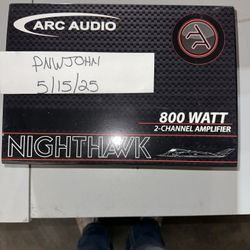 ARC AUDIO
PNWJOHN
5/15/25
800 WATT
2-CHANNEL AMPLIFIER
NIGHTHAWK